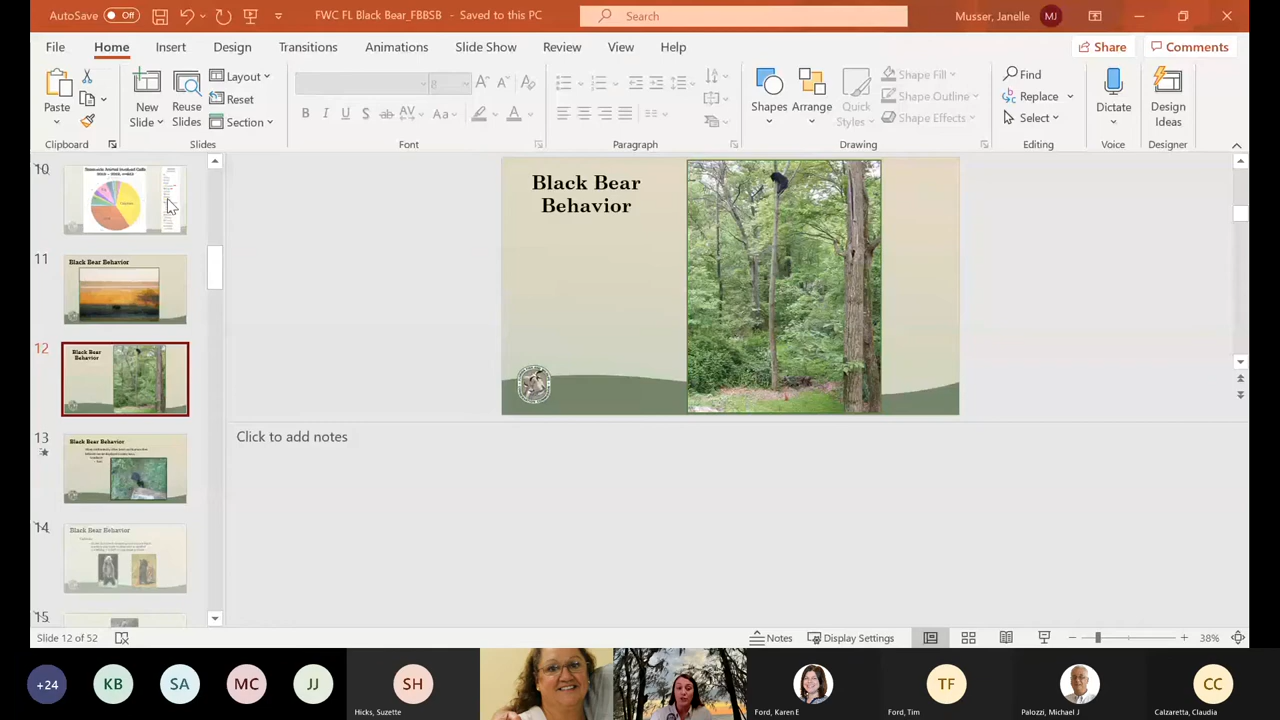 AutoSave Off FWC FL Black Bear_FBBSB - Saved to this PC Search Musser, Janelle MJ
File Home Insert Design Transitions Animations Slide Show Review View Help Share Comments
Paste New Slide Reuse Slides Layout Reset Section 8 Shapes Arrange Quick Styles Shape Fill Shape Outline Shape Effects Find Replace Select Dictate Design Ideas
Clipboard Slides Font Paragraph Drawing Editing Voice Designer
10
11
Black Bear Behavior
12
Black Bear
Behavior
13
Black Bear Behavior
14
Black Bear Behavior
15
Black Bear
Behavior
Click to add notes
Slide 12 of 52 Notes Display Settings 38%
+24 KB SA MC JJ SH TF CC
Hicks, Suzette Ford, Karen E Ford, Tim Palozzi, Michael J Calzaretta, Claudia